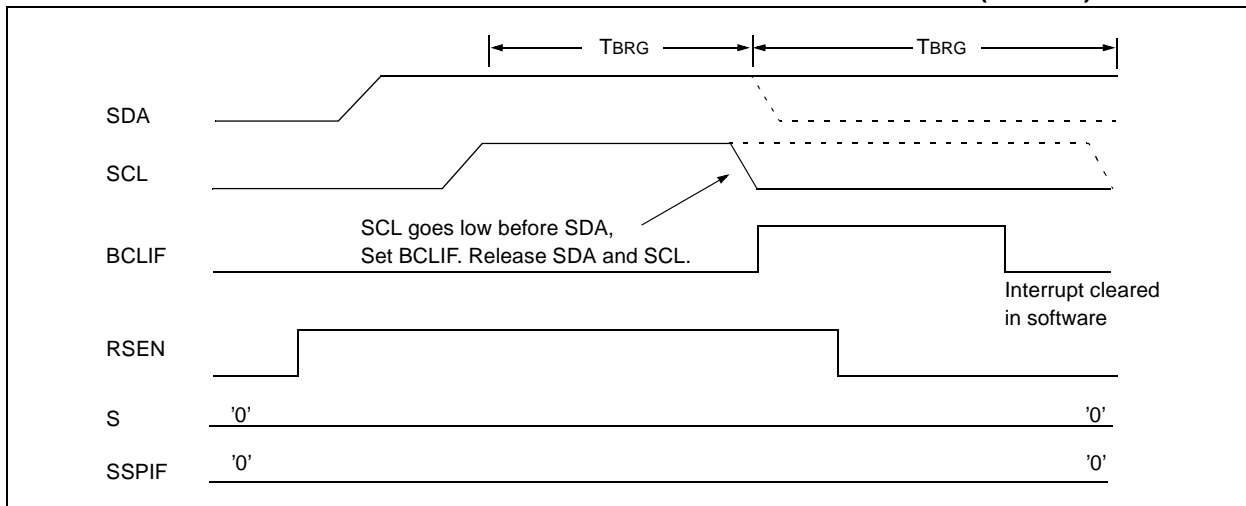 TBRG TBRG
SDA
SCL
SCL goes low before SDA,
Set BCLIF. Release SDA and SCL.
BCLIF
Interrupt cleared
in software
RSEN
S '0' '0'
SSPIF '0' '0'